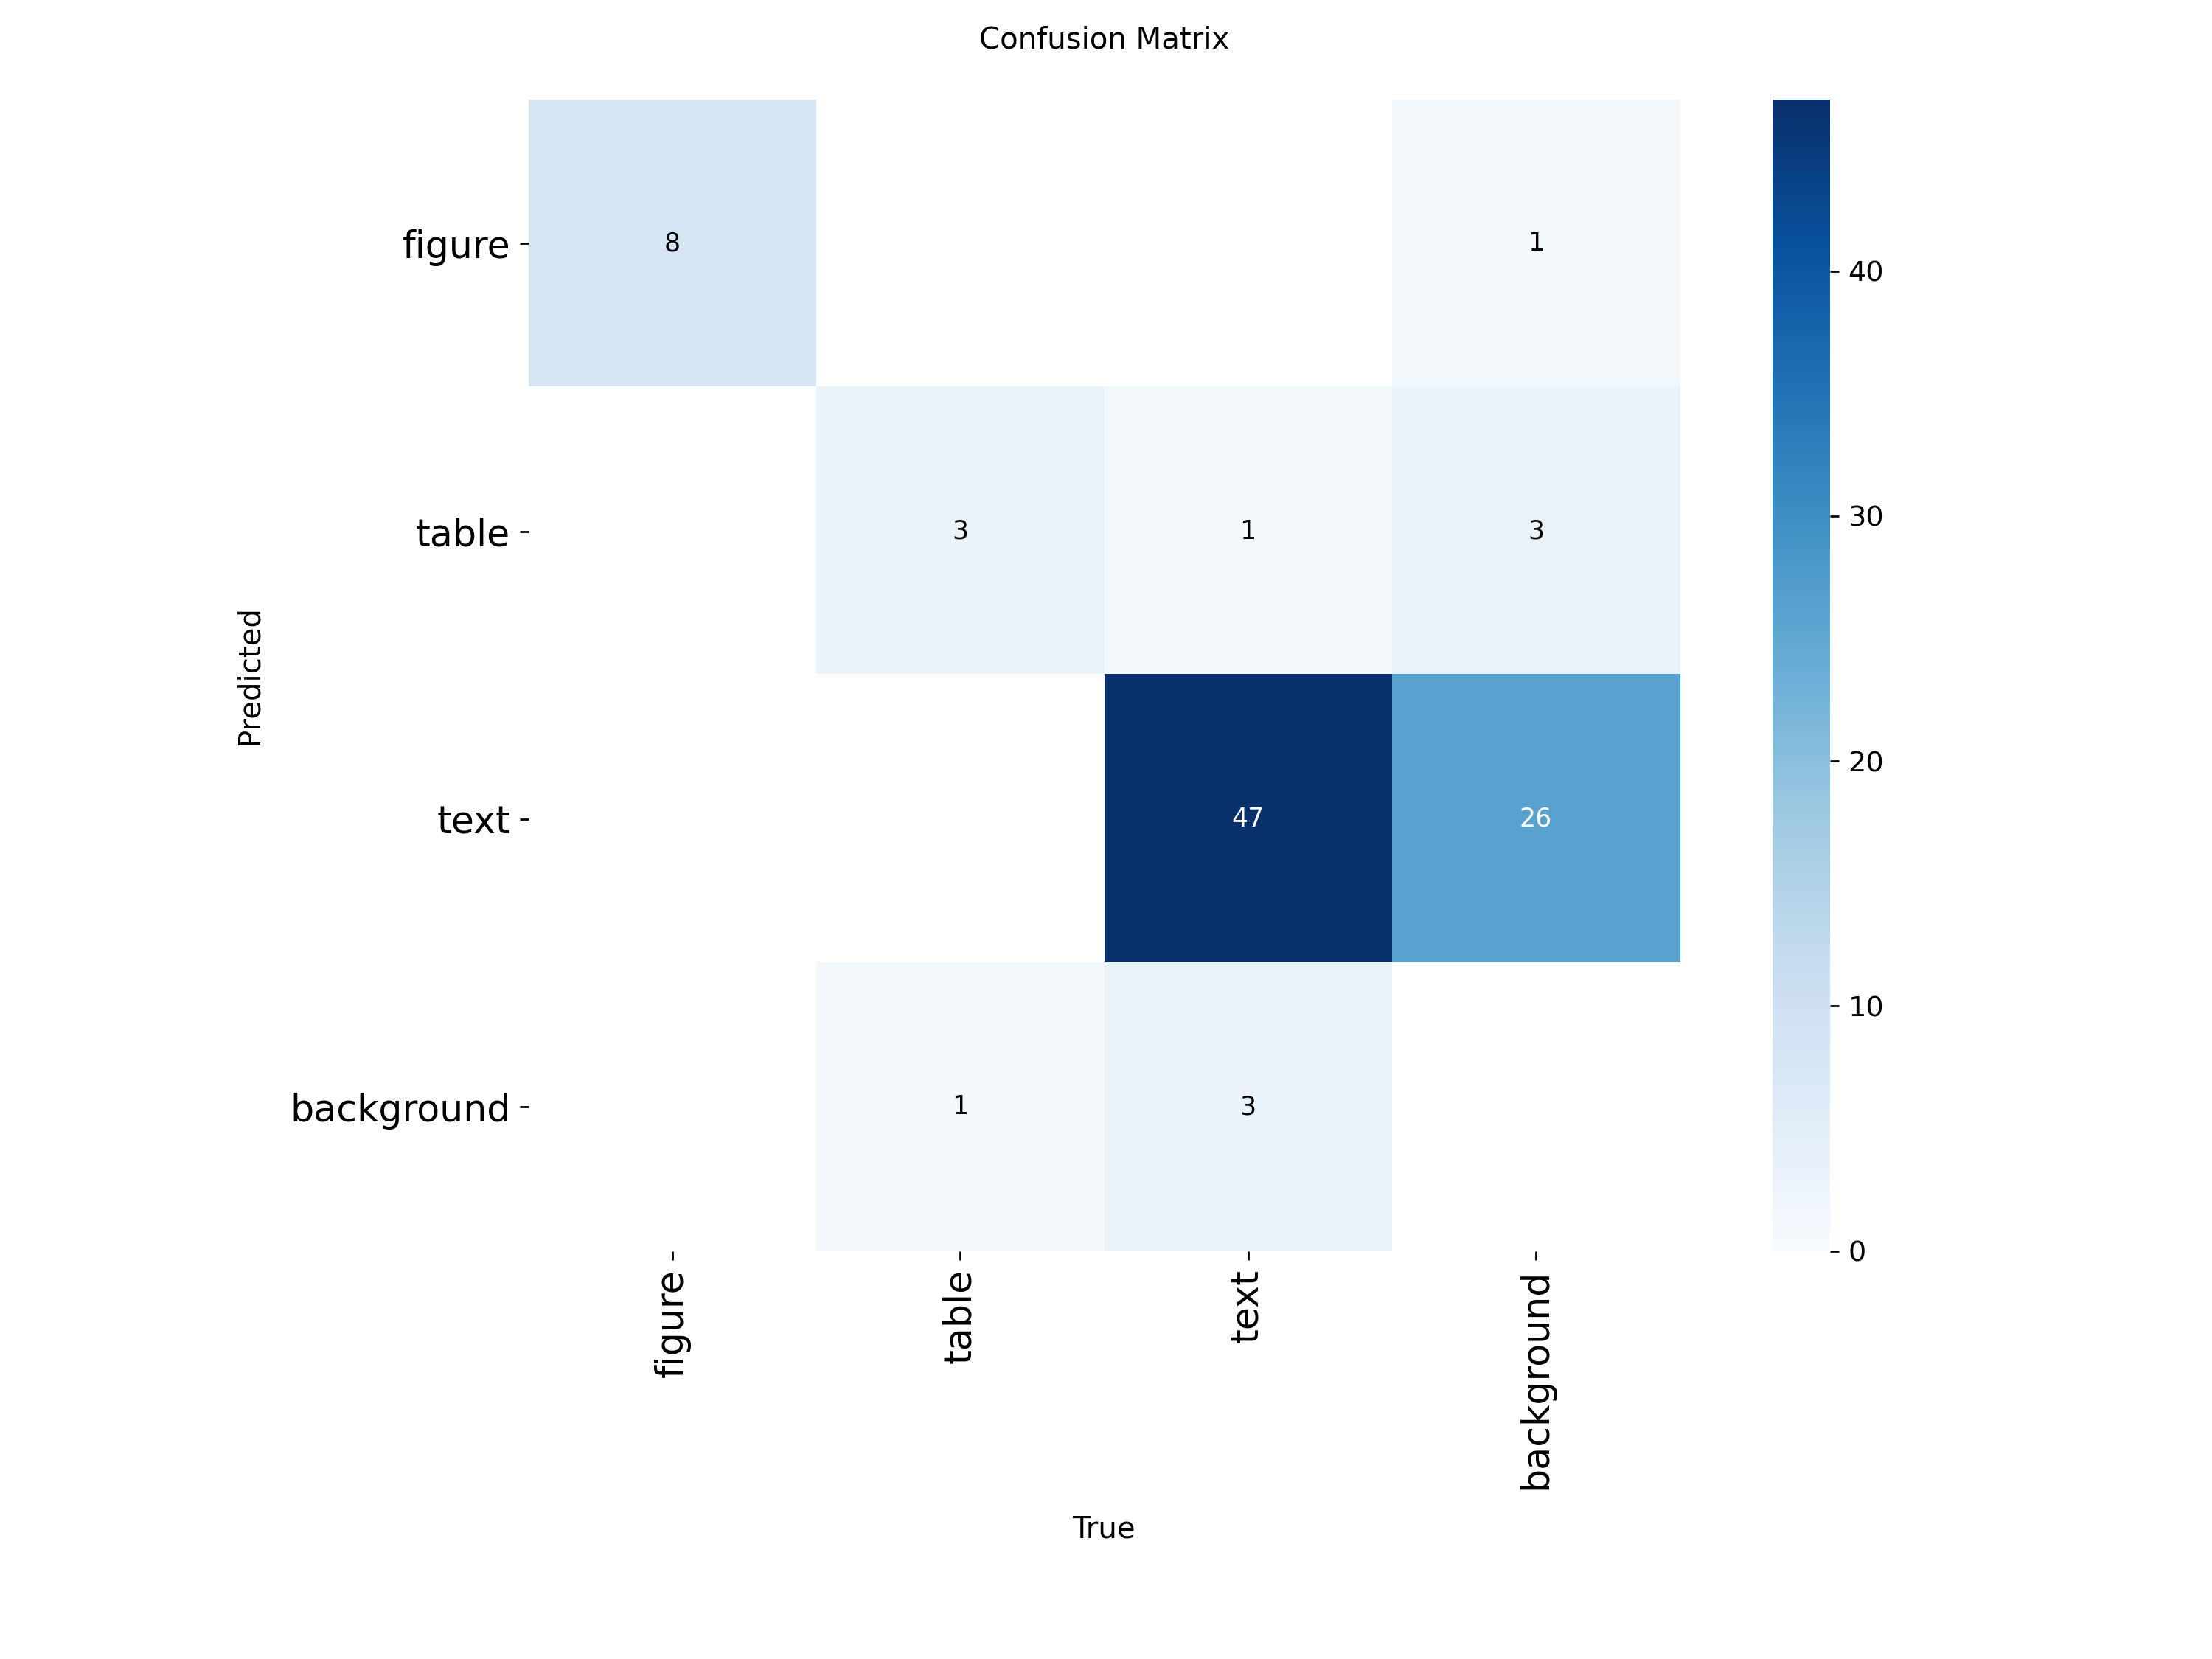 Confusion Matrix
figure
8
1
40
table
3
1
3
30
Predicted
text
47
26
20
background
1
3
10
0
figure
table
text
background
True